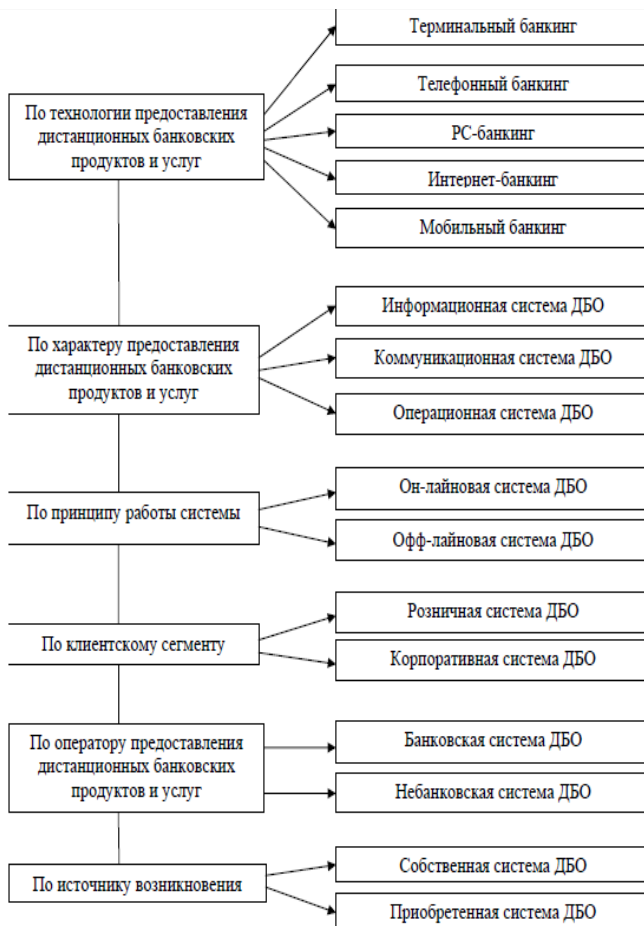 По технологии предоставления
дистанционных банковских
продуктов и услуг
Терминальный банкинг
Телефонный банкинг
PC-банкинг
Интернет-банкинг
Мобильный банкинг
По характеру предоставления
дистанционных банковских
продуктов и услуг
Информационная система ДБО
Коммуникационная система ДБО
Операционная система ДБО
По принципу работы системы
Он-лайновая система ДБО
Офф-лайновая система ДБО
По клиентскому сегменту
Розничная система ДБО
Корпоративная система ДБО
По оператору предоставления
дистанционных банковских
продуктов и услуг
Банковская система ДБО
Небанковская система ДБО
По источнику возникновения
Собственная система ДБО
Приобретенная система ДБО